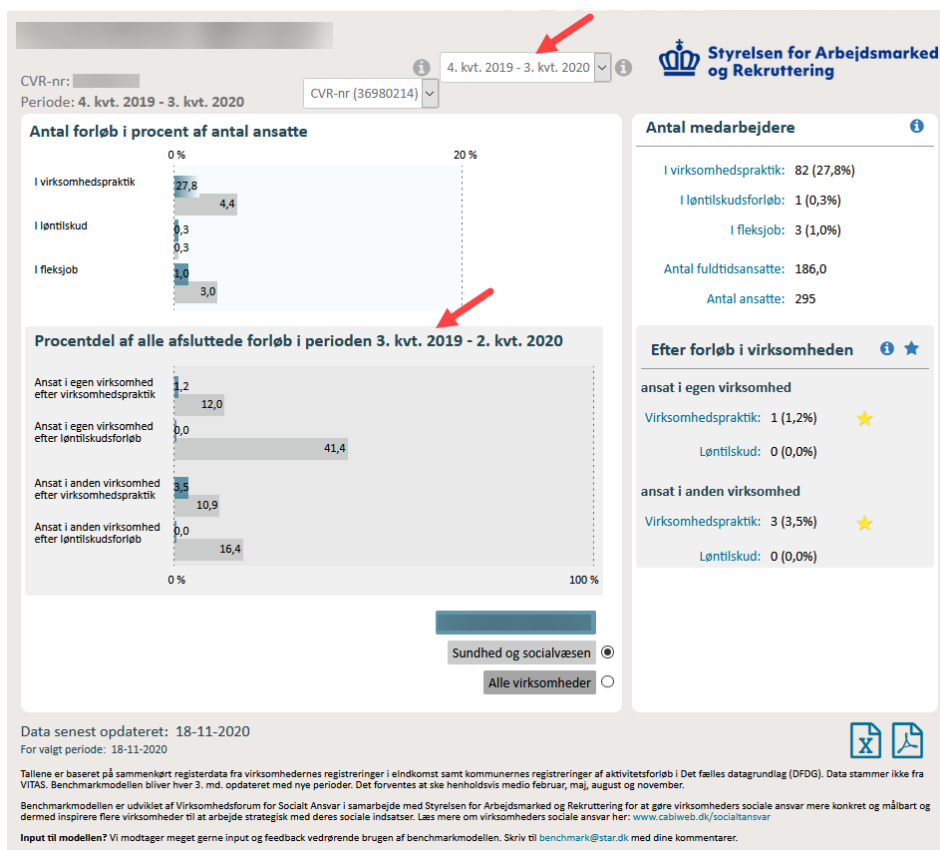 4. kvt. 2019 - 3. kvt. 2020
Styrelsen for Arbejdsmarked
og Rekruttering
CVR-nr:
CVR-nr (36980214)
Periode: 4. kvt. 2019 - 3. kvt. 2020
Antal forløb i procent af antal ansatte
0 %
20 %
I virksomhedspraktik
27,8
4,4
I løntilskud
0,3
0,3
I fleksjob
1,0
3,0
Procentdel af alle afsluttede forløb i perioden 3. kvt. 2019 - 2. kvt. 2020
Ansat i egen virksomhed
efter virksomhedspraktik
1,2
12,0
Ansat i egen virksomhed
efter løntilskudsforløb
0,0
41,4
Ansat i anden virksomhed
efter virksomhedspraktik
3,5
10,9
Ansat i anden virksomhed
efter løntilskudsforløb
0,0
16,4
0 %
100 %
Sundhed og socialvæsen
Alle virksomheder
Antal medarbejdere
I virksomhedspraktik: 82 (27,8%)
I løntilskudsforløb: 1 (0,3%)
I fleksjob: 3 (1,0%)
Antal fuldtidsansatte: 186,0
Antal ansatte: 295
Efter forløb i virksomheden
ansat i egen virksomhed
Virksomhedspraktik: 1 (1,2%)
Løntilskud: 0 (0,0%)
ansat i anden virksomhed
Virksomhedspraktik: 3 (3,5%)
Løntilskud: 0 (0,0%)
Data senest opdateret: 18-11-2020
For valgt periode: 18-11-2020
Tallene er baseret på sammenkørt registerdata fra virksomhedernes registreringer i eIndkomst samt kommunernes registreringer af aktivitetsforløb i Det fælles datagrundlag (DFDG). Data stammer ikke fra
VITAS. Benchmarkmodellen bliver hver 3. md. opdateret med nye perioder. Det forventes at ske henholdsvis medio februar, maj, august og november.
Benchmarkmodellen er udviklet af Virksomhedsforum for Socialt Ansvar i samarbejde med Styrelsen for Arbejdsmarked og Rekruttering for at gøre virksomheders sociale ansvar mere konkret og målbart og
dermed inspirere flere virksomheder til at arbejde strategisk med deres sociale indsatser. Læs mere om virksomheders sociale ansvar her: www.cabiweb.dk/socialtansvar
Input til modellen? Vi modtager meget gerne input og feedback vedrørende brugen af benchmarkmodellen. Skriv til benchmark@star.dk med dine kommentarer.